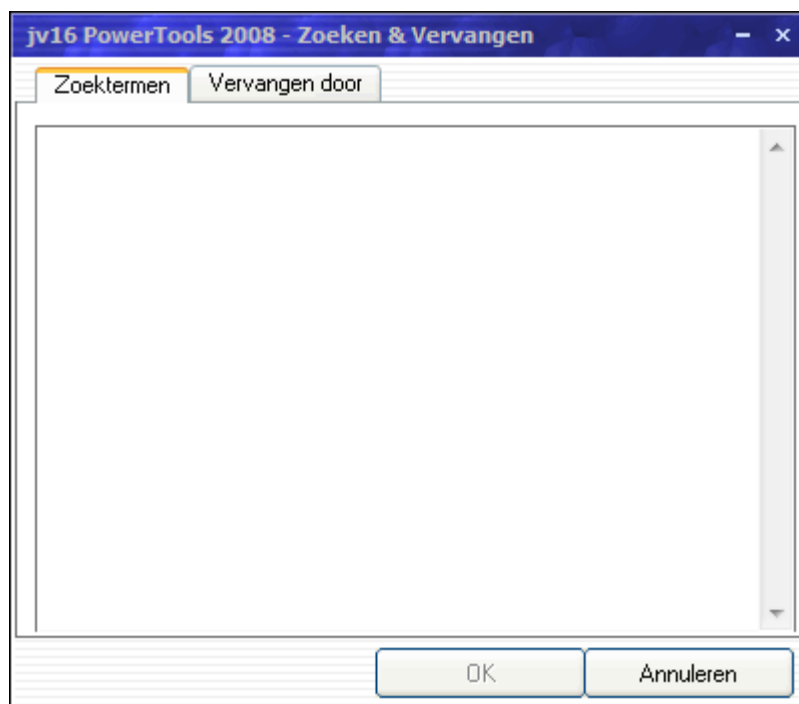 jv16 PowerTools 2008 - Zoeken & Vervangen
Zoektermen Vervangen door
OK Annuleren